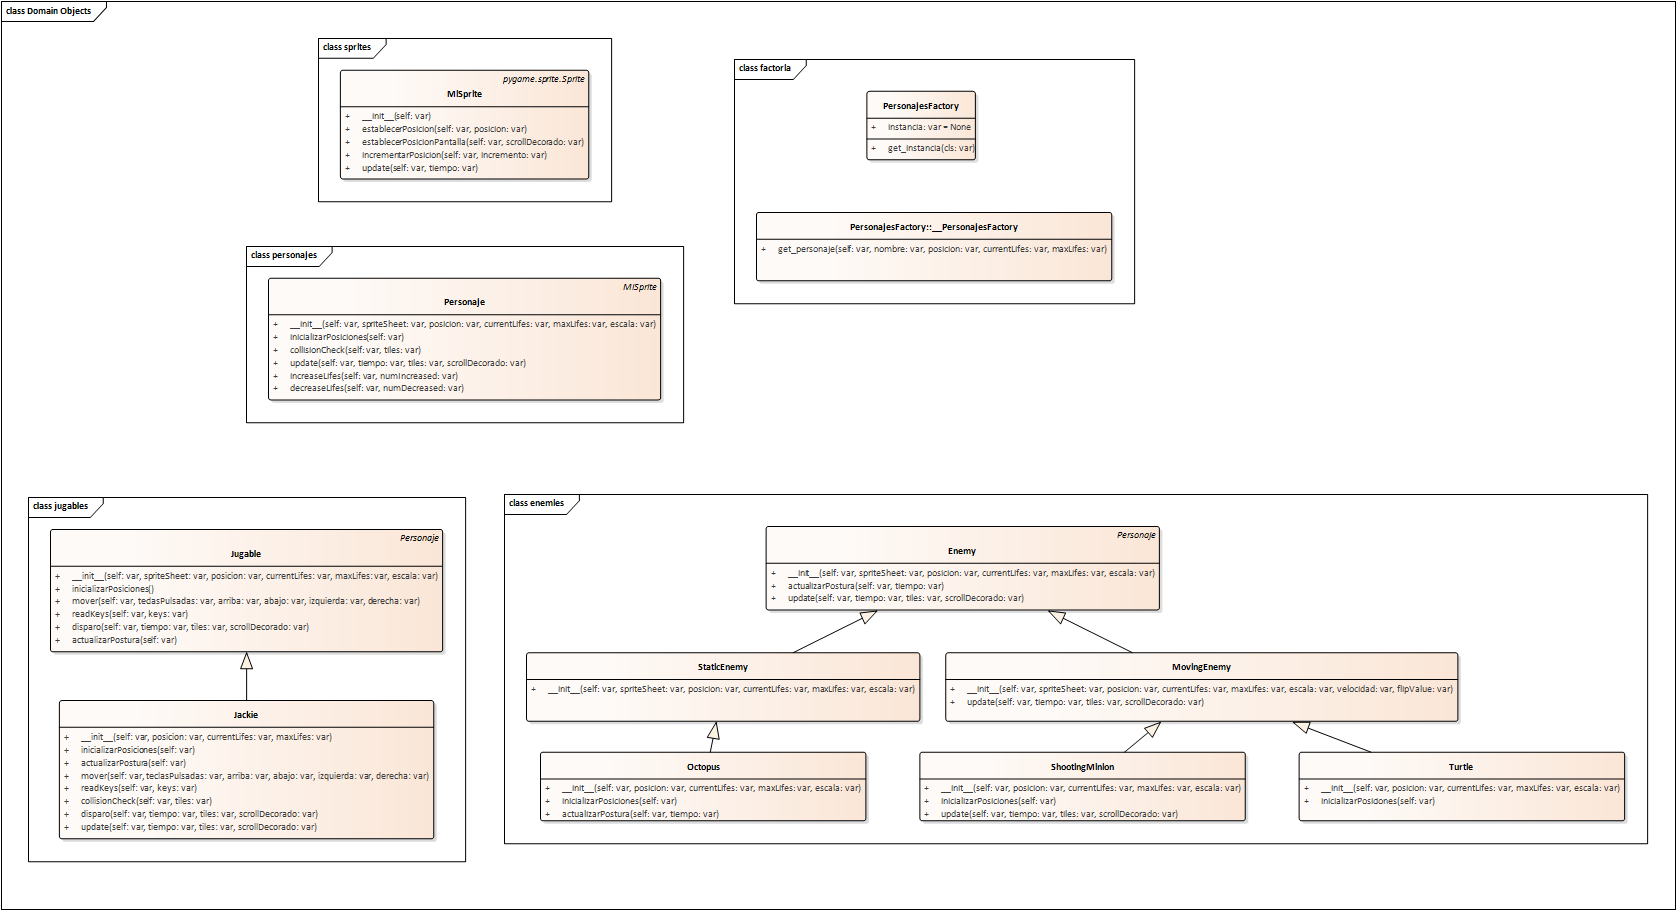 class Domain Objects
class sprites
pygame.sprite.Sprite
MiSprite
+ __init__(self: var)
+ establecerPosicion(self: var, posicion: var)
+ establecerPosicionPantalla(self: var, scrollDecorado: var)
+ incrementarPosicion(self: var, incremento: var)
+ update(self: var, tiempo: var)
class factoria
PersonajesFactory
+ instancia: var = None
+ get_instancia(cls: var)
PersonajesFactory::__PersonajesFactory
+ get_personaje(self: var, nombre: var, posicion: var, currentLifes: var, maxLifes: var)
class personajes
MiSprite
Personaje
+ __init__(self: var, spriteSheet: var, posicion: var, currentLifes: var, maxLifes: var, escala: var)
+ inicializarPosiciones(self: var)
+ collisionCheck(self: var, tiles: var)
+ update(self: var, tiempo: var, tiles: var, scrollDecorado: var)
+ increaseLifes(self: var, numIncreased: var)
+ decreaseLifes(self: var, numDecreased: var)
class jugables
Personaje
Jugable
+ __init__(self: var, spriteSheet: var, posicion: var, currentLifes: var, maxLifes: var, escala: var)
+ inicializarPosiciones()
+ mover(self: var, teclasPulsadas: var, arriba: var, abajo: var, izquierda: var, derecha: var)
+ readKeys(self: var, keys: var)
+ disparo(self: var, tiempo: var, tiles: var, scrollDecorado: var)
+ actualizarPostura(self: var)
Jackie
+ __init__(self: var, posicion: var, currentLifes: var, maxLifes: var)
+ inicializarPosiciones(self: var)
+ actualizarPostura(self: var)
+ mover(self: var, teclasPulsadas: var, arriba: var, abajo: var, izquierda: var, derecha: var)
+ readKeys(self: var, keys: var)
+ collisionCheck(self: var, tiles: var)
+ disparo(self: var, tiempo: var, tiles: var, scrollDecorado: var)
+ update(self: var, tiempo: var, tiles: var, scrollDecorado: var)
class enemies
Personaje
Enemy
+ __init__(self: var, spriteSheet: var, posicion: var, currentLifes: var, maxLifes: var, escala: var)
+ actualizarPostura(self: var, tiempo: var)
+ update(self: var, tiempo: var, tiles: var, scrollDecorado: var)
StaticEnemy
+ __init__(self: var, spriteSheet: var, posicion: var, currentLifes: var, maxLifes: var, escala: var)
MovingEnemy
+ __init__(self: var, spriteSheet: var, posicion: var, currentLifes: var, maxLifes: var, escala: var, velocidad: var, flipValue: var)
+ update(self: var, tiempo: var, tiles: var, scrollDecorado: var)
Octopus
+ __init__(self: var, posicion: var, currentLifes: var, maxLifes: var, escala: var)
+ inicializarPosiciones(self: var)
+ actualizarPostura(self: var, tiempo: var)
ShootingMinion
+ __init__(self: var, posicion: var, currentLifes: var, maxLifes: var, escala: var)
+ inicializarPosiciones(self: var)
+ update(self: var, tiempo: var, tiles: var, scrollDecorado: var)
Turtle
+ __init__(self: var, posicion: var, currentLifes: var, maxLifes: var, escala: var)
+ inicializarPosiciones(self: var)